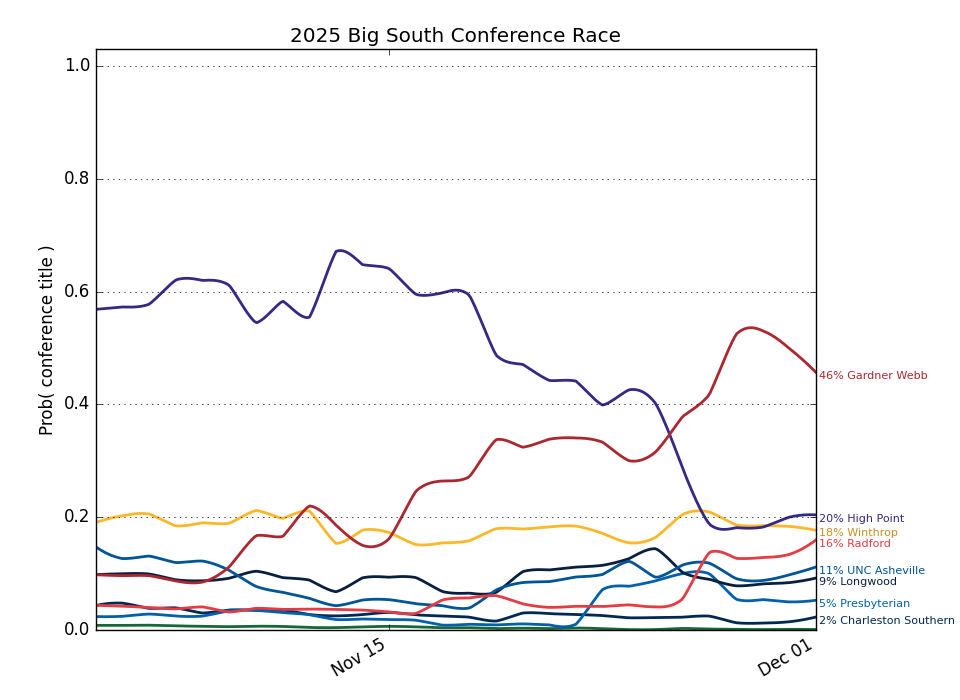 2025 Big South Conference Race
Prob( conference title )
1.0
0.8
0.6
0.4
0.2
0.0
Nov 15
Dec 01
46% Gardner Webb
20% High Point
18% Winthrop
16% Radford
11% UNC Asheville
9% Longwood
5% Presbyterian
2% Charleston Southern